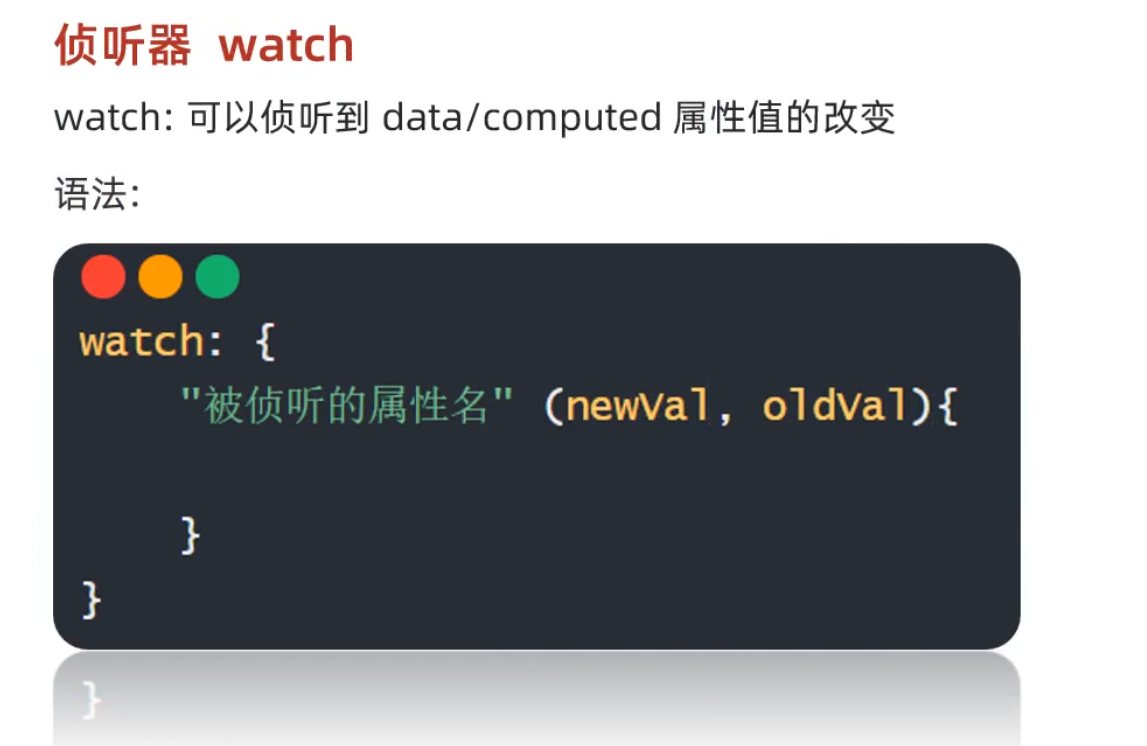 侦听器 watch
watch: 可以侦听到 data/computed 属性值的改变
语法:
watch: {
"被侦听的属性名" (newVal, oldVal){
}
}
}